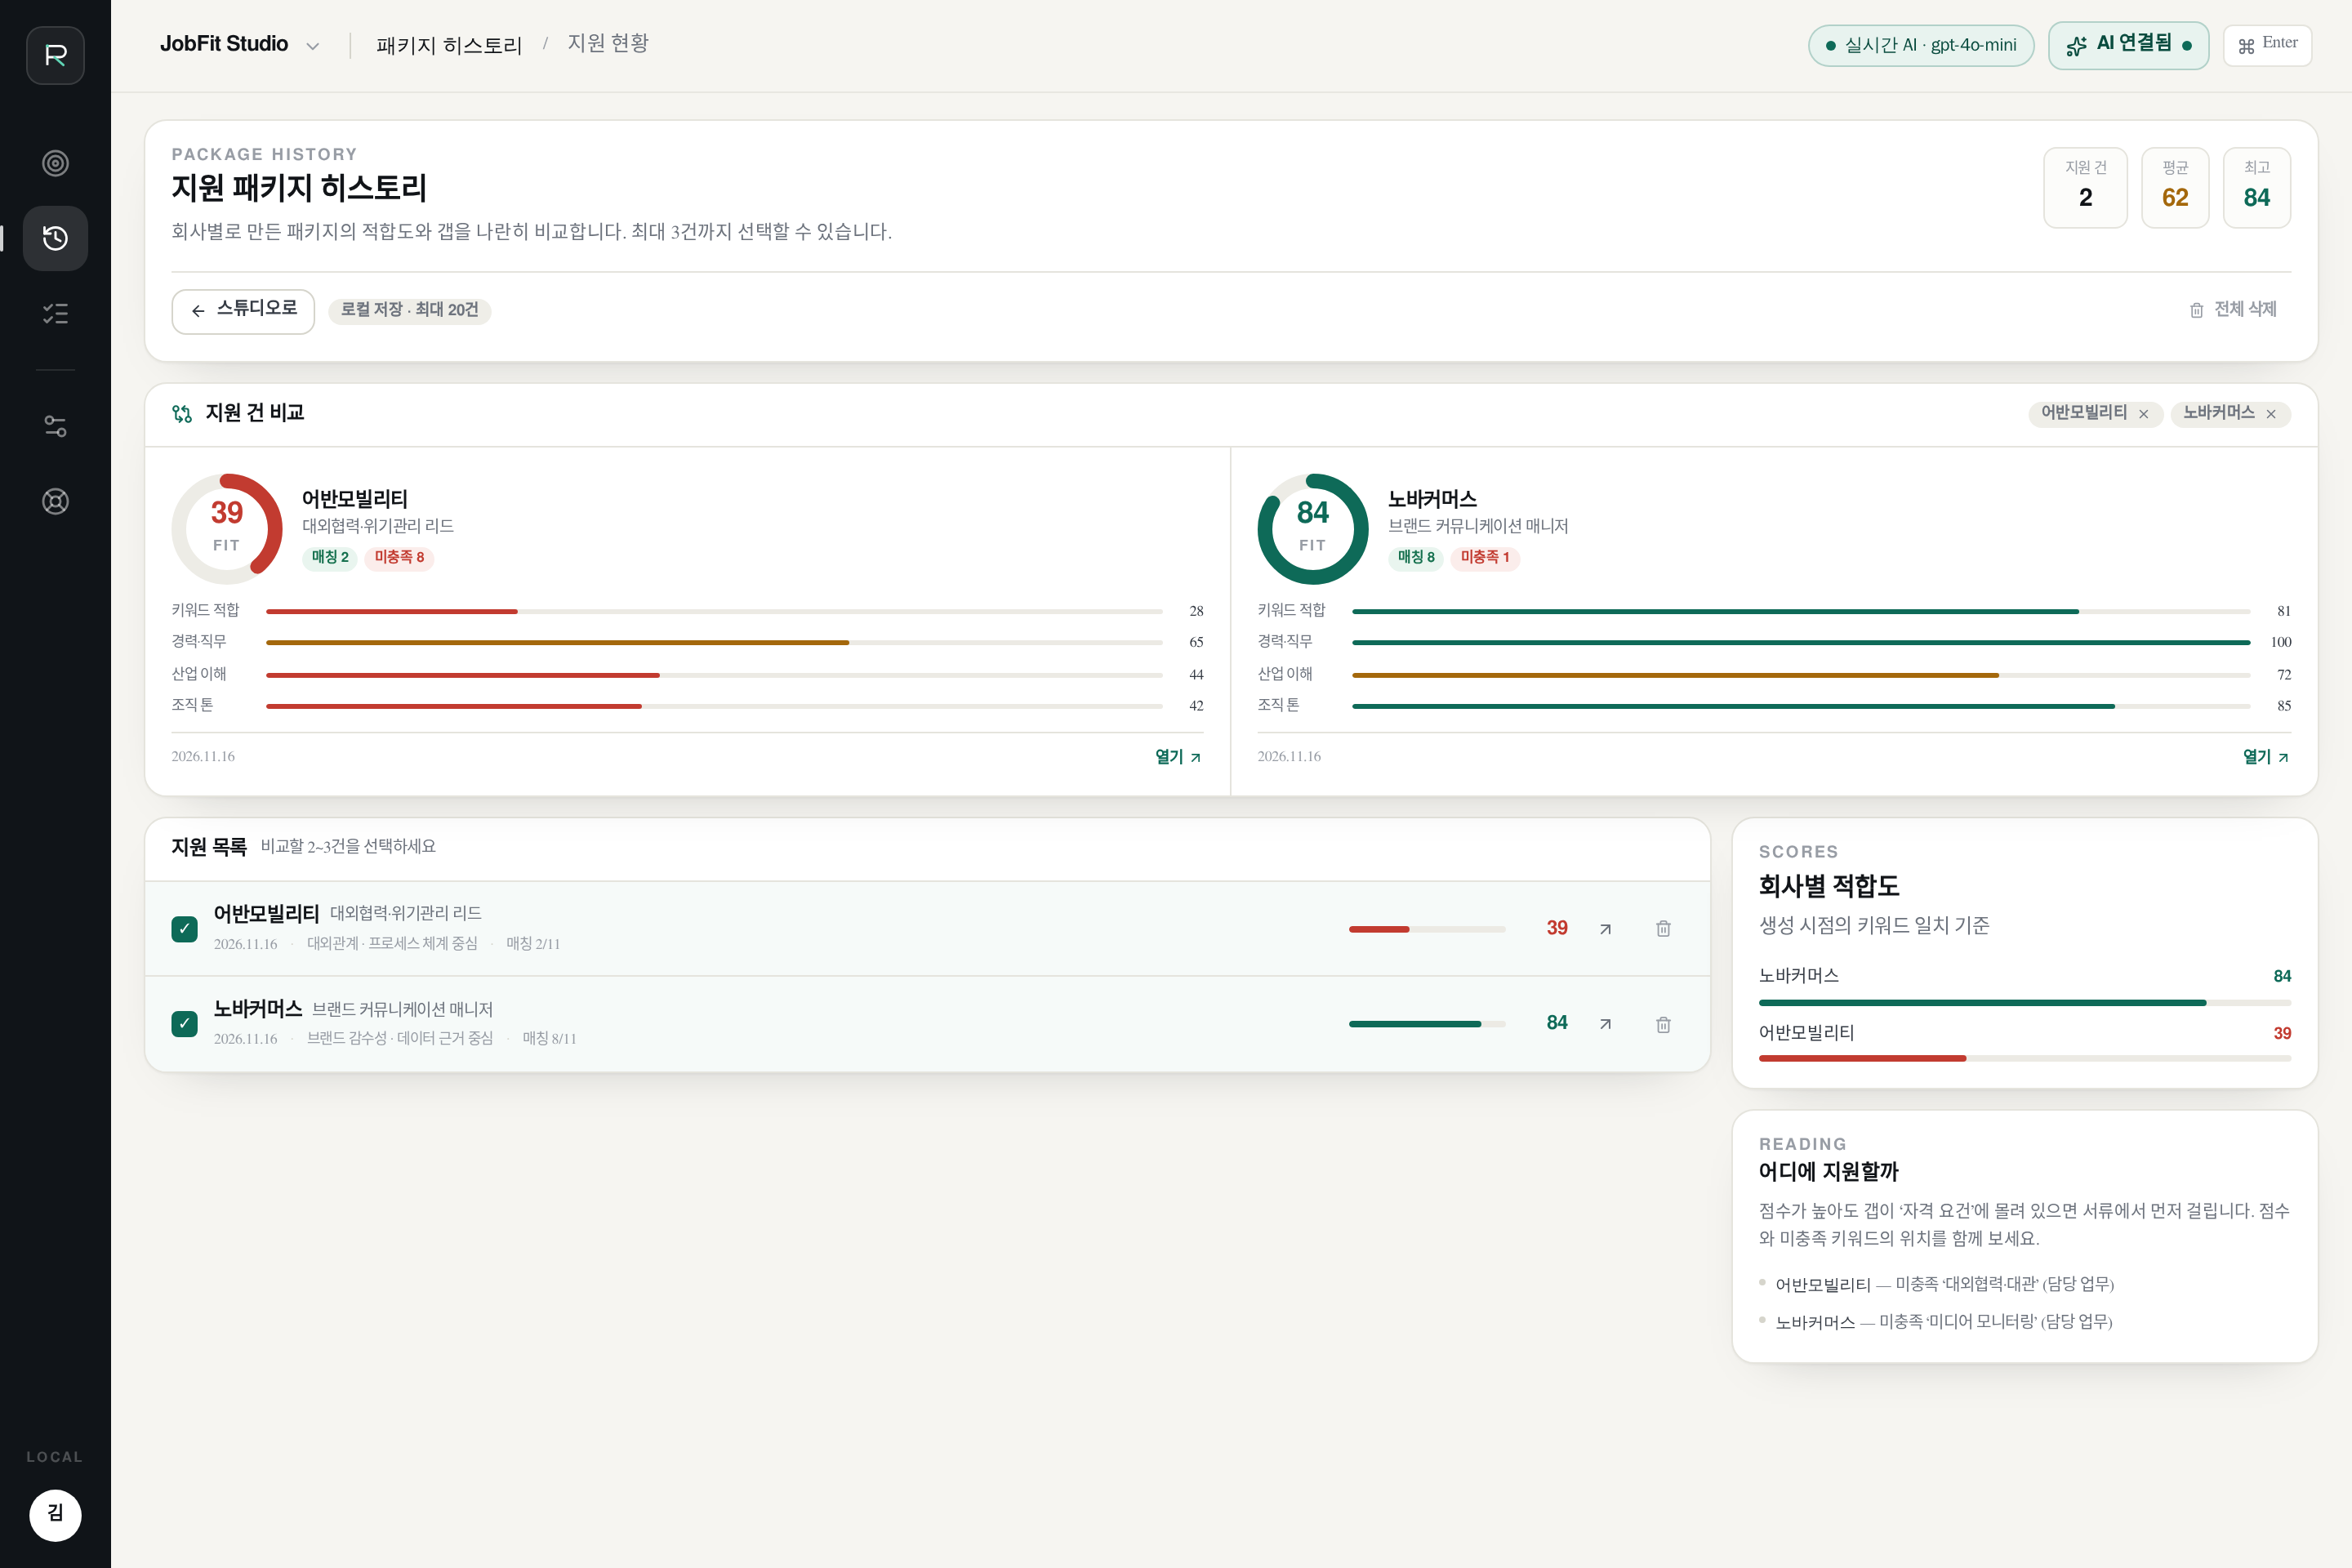 JobFit Studio
패키지 히스토리 / 지원 현황
실시간 AI · gpt-4o-mini
AI 연결됨
⌘ Enter
PACKAGE HISTORY
지원 패키지 히스토리
회사별로 만든 패키지의 적합도와 갭을 나란히 비교합니다. 최대 3건까지 선택할 수 있습니다.
지원 건
2
평균
62
최고
84
스튜디오로
로컬 저장 · 최대 20건
전체 삭제
지원 건 비교
어반모빌리티 ×
노바커머스 ×
39
FIT
어반모빌리티
대외협력·위기관리 리드
매칭 2 미충족 8
키워드 적합 28
경력·직무 65
산업 이해 44
조직 톤 42
2026.11.16 열기
84
FIT
노바커머스
브랜드 커뮤니케이션 매니저
매칭 8 미충족 1
키워드 적합 81
경력·직무 100
산업 이해 72
조직 톤 85
2026.11.16 열기
지원 목록 비교할 2~3건을 선택하세요
어반모빌리티 대외협력·위기관리 리드
2026.11.16 · 대외관계 · 프로세스 체계 중심 · 매칭 2/11
39
노바커머스 브랜드 커뮤니케이션 매니저
2026.11.16 · 브랜드 감수성 · 데이터 근거 중심 · 매칭 8/11
84
SCORES
회사별 적합도
생성 시점의 키워드 일치 기준
노바커머스 84
어반모빌리티 39
READING
어디에 지원할까
점수가 높아도 갭이 ‘자격 요건’에 몰려 있으면 서류에서 먼저 걸립니다. 점수
와 미충족 키워드의 위치를 함께 보세요.
어반모빌리티 — 미충족 ‘대외협력·대관’ (담당 업무)
노바커머스 — 미충족 ‘미디어 모니터링’ (담당 업무)
LOCAL
김